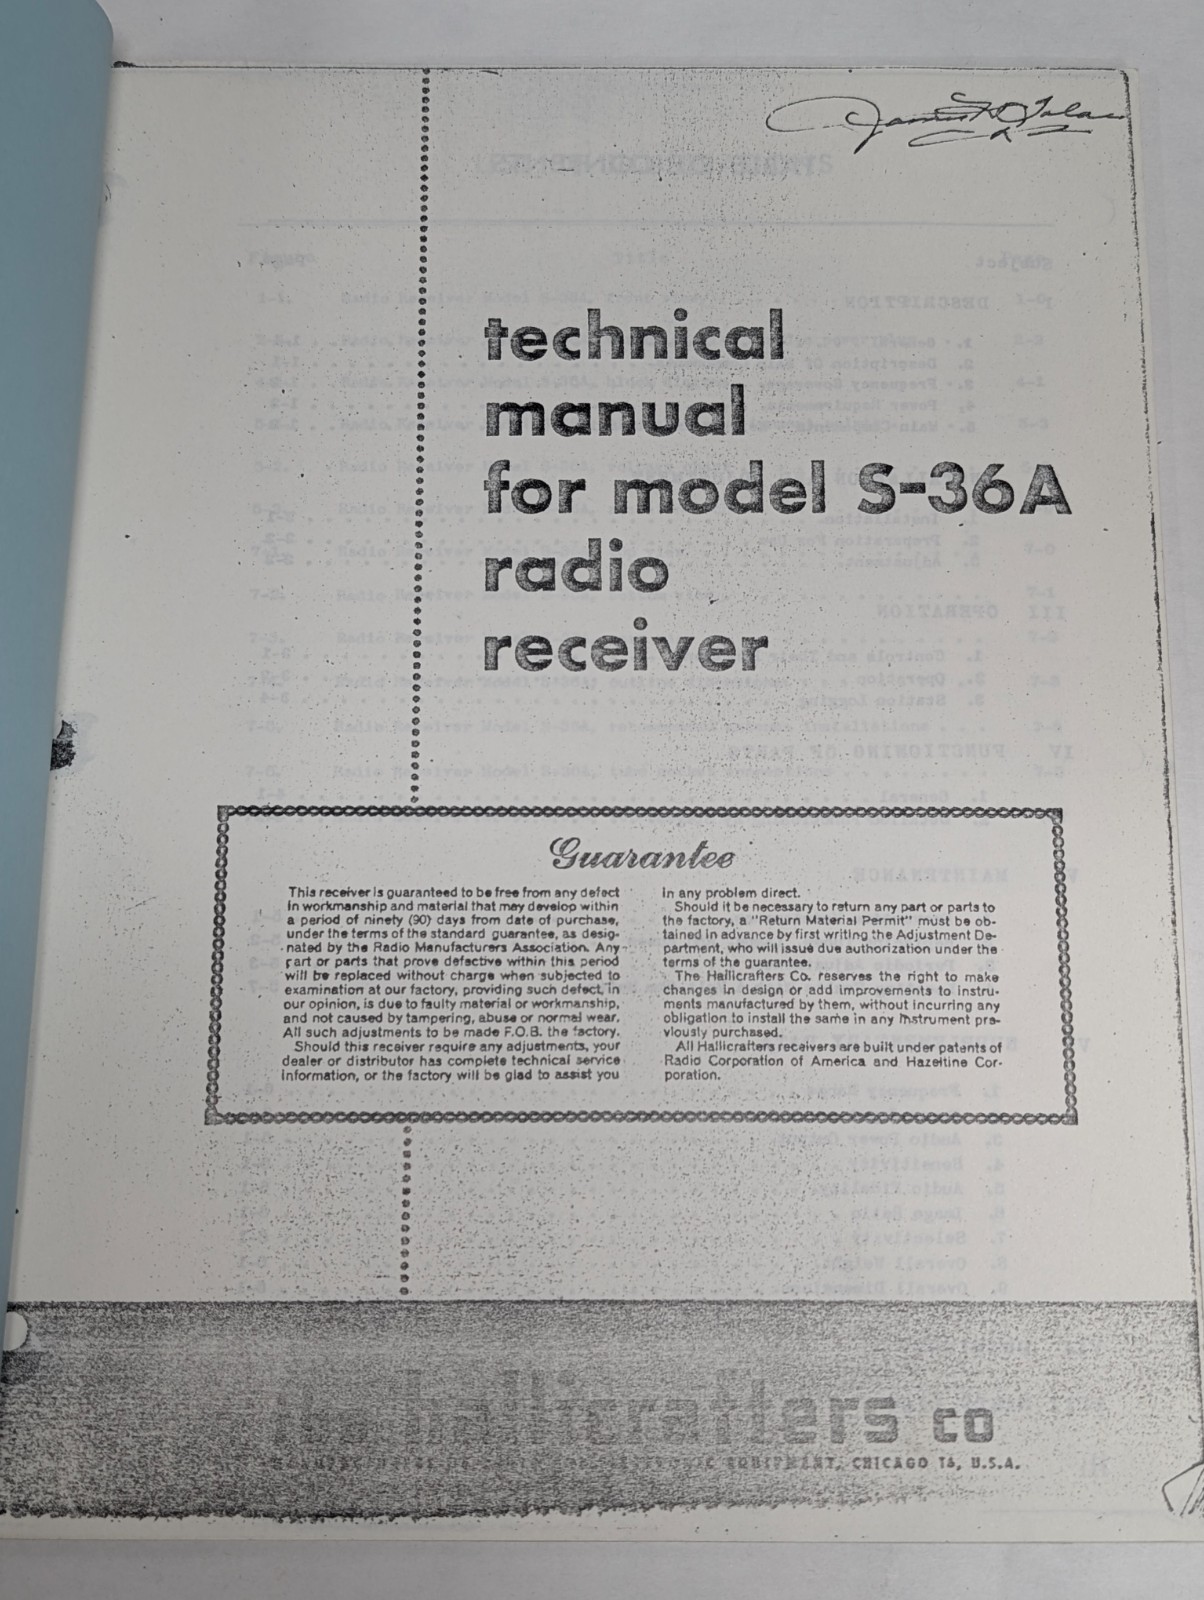 technical
manual
for model S-36A
radio
receiver
Guarantee
This receiver is guaranteed to be free from any defect
in workmanship and material that may develop within
a period of ninety (90) days from date of purchase,
under the terms of the standard guarantee, as desig-
nated by the Radio Manufacturers Association. Any
part or parts that prove defective within this period
will be replaced without charge when subjected to
examination at our factory, providing such defect, in
our opinion, is due to faulty material or workmanship,
and not caused by tampering, abuse or normal wear.
All such adjustments to be made F.O.B. the factory.
Should this receiver require any adjustments, your
dealer or distributor has complete technical service
information, or the factory will be glad to assist you
in any problem direct.
Should it be necessary to return any part or parts to
the factory, a "Return Material Permit" must be ob-
tained in advance by first writing the Adjustment De-
partment, who will issue due authorization under the
terms of the guarantee.
The Hallicrafters Co. reserves the right to make
changes in design or add improvements to instru-
ments manufactured by them, without incurring any
obligation to install the same in any instrument pre-
viously purchased.
All Hallicrafters receivers are built under patents of
Radio Corporation of America and Hazeltine Cor-
poration.
the hallicrafters co
EQUIPMENT, CHICAGO 16, U.S.A.